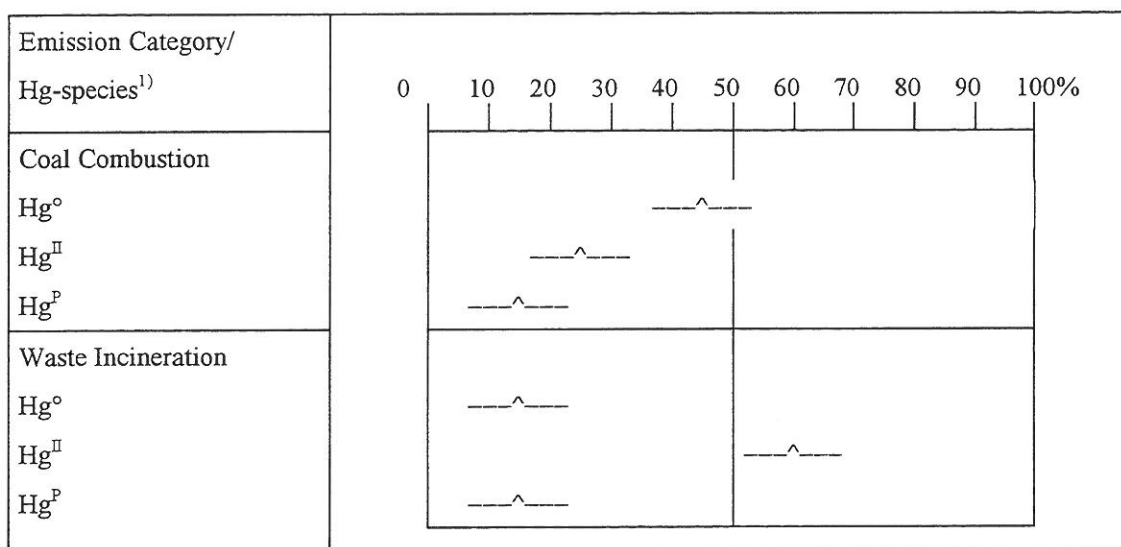 Emission Category/
Hg-species¹⁾
0 10 20 30 40 50 60 70 80 90 100%
Coal Combustion
Hg°
Hgᴵᴵ
Hgᴾ
Waste Incineration
Hg°
Hgᴵᴵ
Hgᴾ